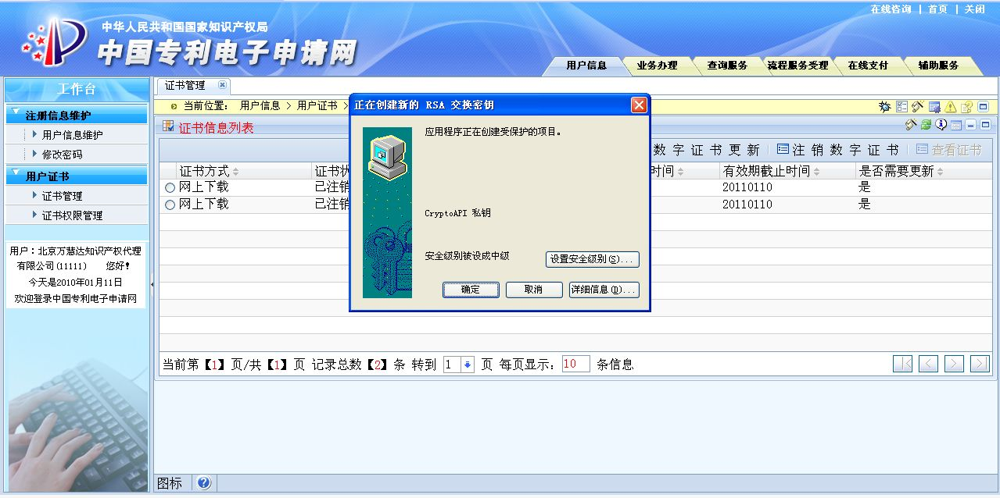 在线咨询 | 首页 | 关闭
中华人民共和国国家知识产权局
中国专利电子申请网
用户信息 业务办理 查询服务 流程服务受理 在线支付 辅助服务
工作台
注册信息维护
用户信息维护
修改密码
用户证书
证书管理
证书权限管理
用户：北京万慧达知识产权代理
有限公司(11111) 您好!
今天是2010年01月11日
欢迎登录中国专利电子申请网
证书管理
当前位置： 用户信息 > 用户证书 >
证书信息列表
数字证书更新 注销数字证书 查看证书
证书方式 证书状 时间 有效期截止时间 是否需要更新
网上下载 已注销 20110110 是
网上下载 已注销 20110110 是
正在创建新的 RSA 交换密钥
应用程序正在创建受保护的项目。
CryptoAPI 私钥
安全级别被设成中级
设置安全级别(S)...
确定 取消 详细信息(D)...
当前第【1】页/共【1】页 记录总数【2】条 转到 1 页 每页显示： 10 条信息
图标